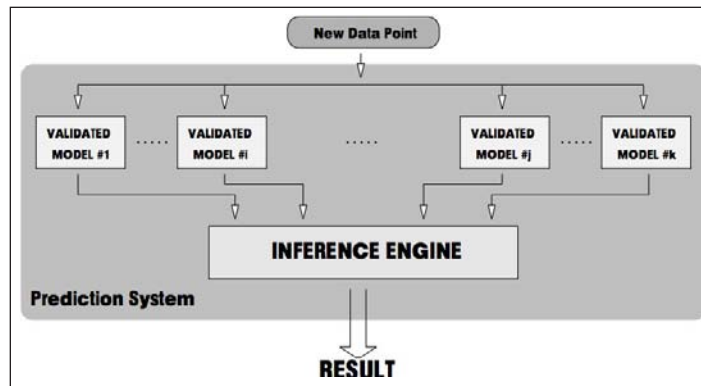 New Data Point
VALIDATED
MODEL #1
.....
VALIDATED
MODEL #i
.....
VALIDATED
MODEL #j
.....
VALIDATED
MODEL #k
INFERENCE ENGINE
Prediction System
RESULT